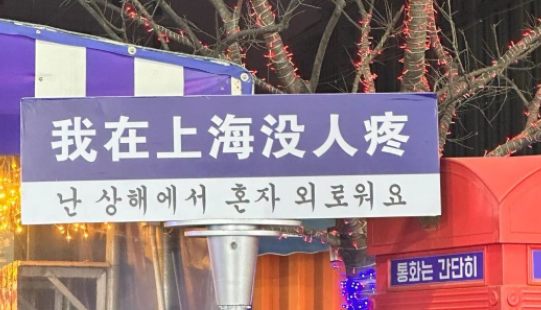 我在上海没人疼
난 상해에서 혼자 외로워요
통화는 간단히